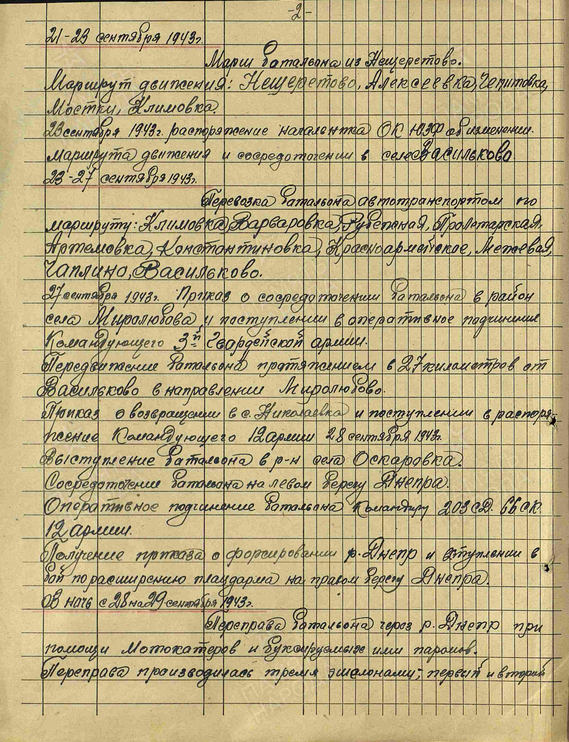 -2-
21-23 сентября 1943г.
Марш батальона из Нещеретово.
Маршрут движения: Нещеретово, Алексеевка, Чепитовка,
Мостки, Климовка.
23 сентября 1943г. распоряжение начальника ОК ЮЗФ об изменении
маршрута движения и сосредоточении в селе Васильково
23-27 сентября 1943г.
Перевозка батальона автотранспортом по
маршруту: Климовка, Варваровка, Рубежная, Пролетарская,
Артемовка, Константиновка, Красноармейское, Межевая,
Чаплино, Васильково.
27 сентября 1943г. Приказ о сосредоточении батальона в район
села Миролюбова и поступлении в оперативное подчинение
Командующего 3й Гвардейской армии.
Передвижение батальона протяжением в 27 километров от
Васильково в направлении Миролюбово.
Приказ о возвращении в с. Николаевка и поступлении в распоря-
жение Командующего 12 армии 28 сентября 1943г.
Выступление батальона в р-н села Оскаровка.
Сосредоточение батальона на левом берегу Днепра.
Оперативное подчинение батальона Командиру 203 СД. 66 СК.
12 армии.
Получение приказа о форсировании р. Днепр и вступлении в
бой по расширению плацдарма на правом берегу Днепра.
В ночь с 28 на 29 сентября 1943г.
Переправа батальона через р. Днепр при
помощи Мотокатеров и буксируемых ими паромов.
Переправа производилась тремя эшелонами; первый и второй